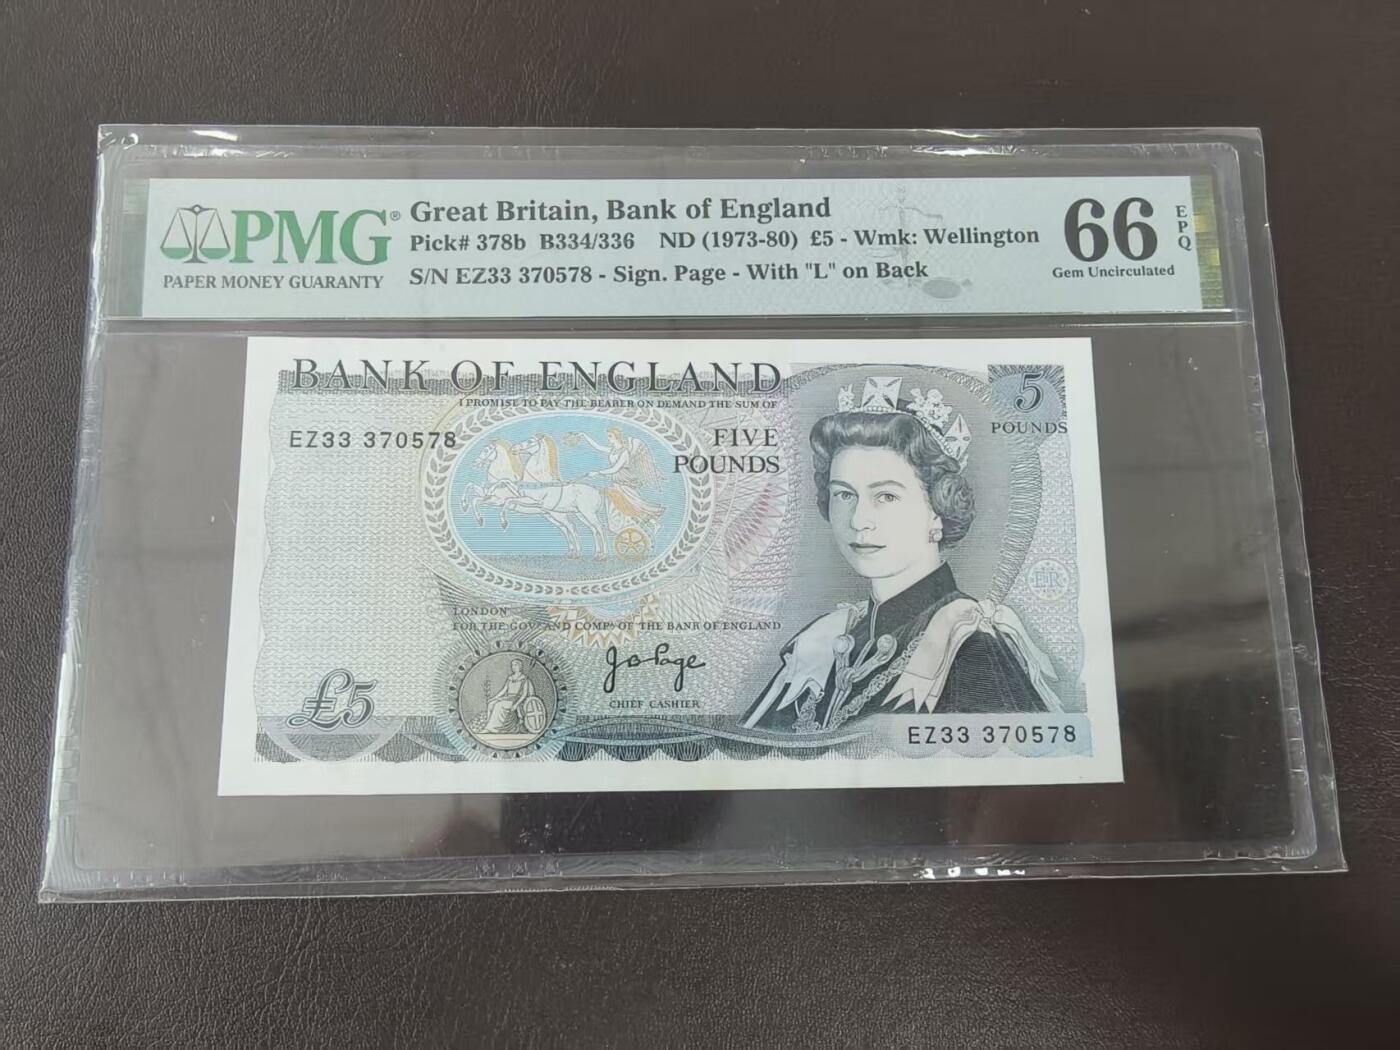 PMG®
PAPER MONEY GUARANTY
Great Britain, Bank of England
Pick# 378b B334/336 ND (1973-80) £5 - Wmk: Wellington
S/N EZ33 370578 - Sign. Page - With "L" on Back
66 EPQ
Gem Uncirculated
BANK OF ENGLAND
I PROMISE TO PAY THE BEARER ON DEMAND THE SUM OF
EZ33 370578
FIVE
POUNDS
5
POUNDS
ER
LONDON
FOR THE GOVR AND COMPA OF THE BANK OF ENGLAND
£5
CHIEF CASHIER
EZ33 370578